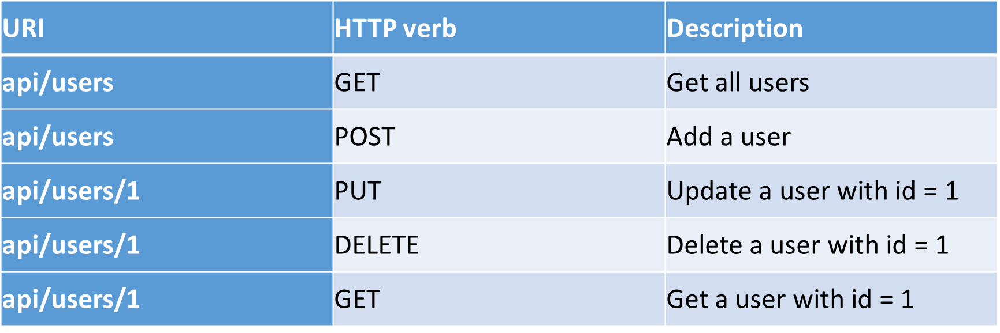 URI HTTP verb Description
api/users GET Get all users
api/users POST Add a user
api/users/1 PUT Update a user with id = 1
api/users/1 DELETE Delete a user with id = 1
api/users/1 GET Get a user with id = 1